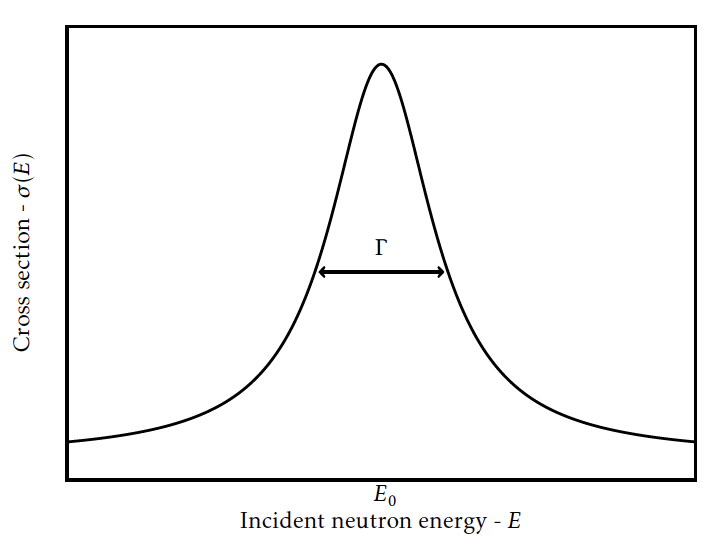 Cross section - σ(E)
Γ
E₀
Incident neutron energy - E